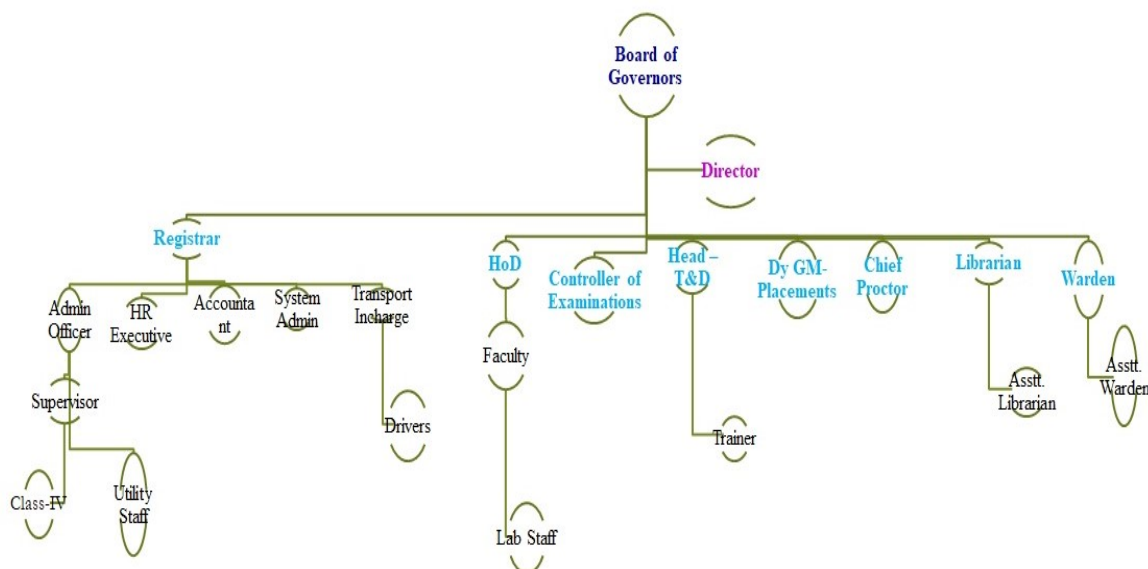 Board of
Governors
Director
Registrar
HoD
Controller of
Examinations
Head –
T&D
Dy GM-
Placements
Chief
Proctor
Librarian
Warden
Admin
Officer
HR
Executive
Accounta
nt
System
Admin
Transport
Incharge
Faculty
Supervisor
Drivers
Trainer
Asstt.
Librarian
Asstt.
Warden
Class-IV
Utility
Staff
Lab Staff